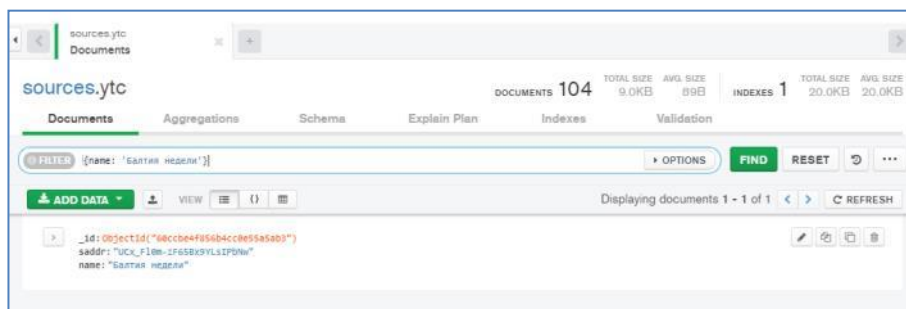 sources.ytc
Documents
sources.ytc
DOCUMENTS 104
TOTAL SIZE 9.0KB
AVG. SIZE 89B
INDEXES 1
TOTAL SIZE 20.0KB
AVG. SIZE 20.0KB
Documents Aggregations Schema Explain Plan Indexes Validation
FILTER {name: 'Балтия недели'}
OPTIONS
FIND RESET
ADD DATA VIEW {} Displaying documents 1 - 1 of 1 < > REFRESH
_id: ObjectId("60ccbe4f856b4cc0e55a5ab3")
saddr:
name: "Балтия недели"